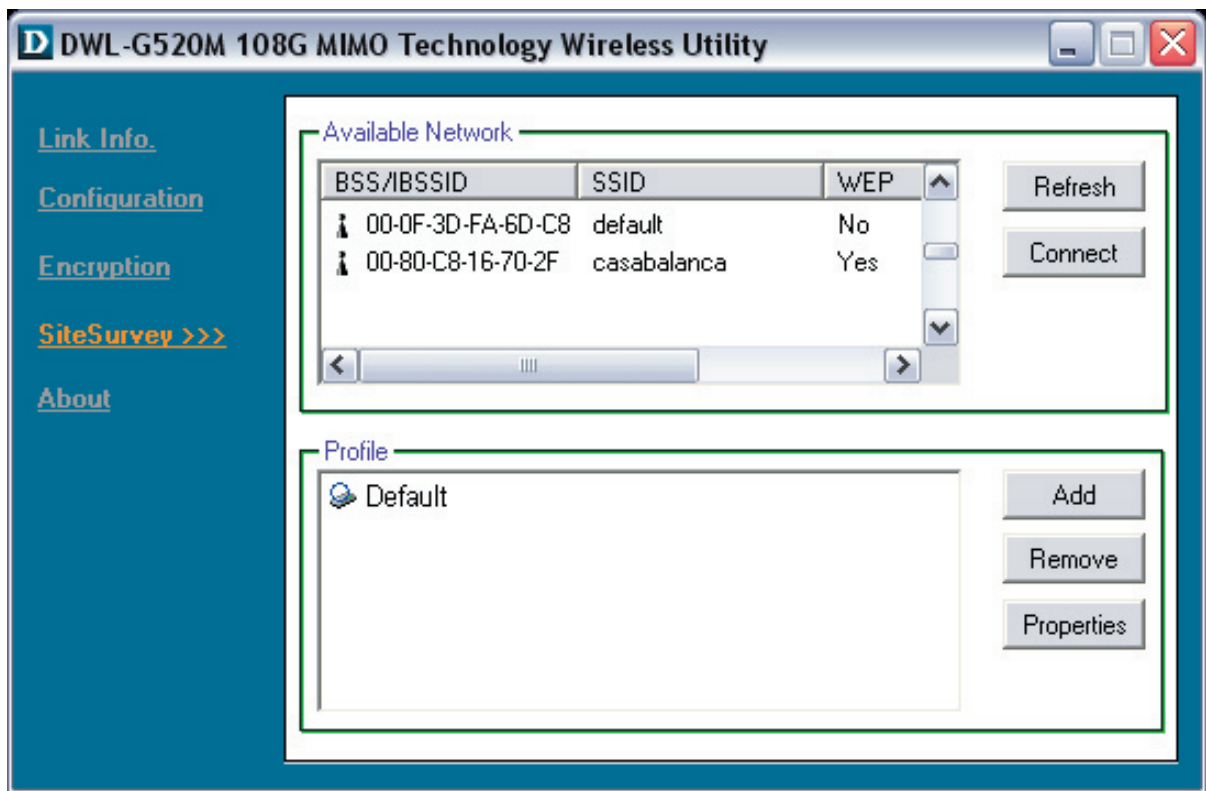 D DWL-G520M 108G MIMO Technology Wireless Utility
Link Info.
Configuration
Encryption
SiteSurvey >>>
About
Available Network
BSS/IBSSID SSID WEP
00-0F-3D-FA-6D-C8 default No
00-80-C8-16-70-2F casabalanca Yes
Refresh
Connect
Profile
Default
Add
Remove
Properties